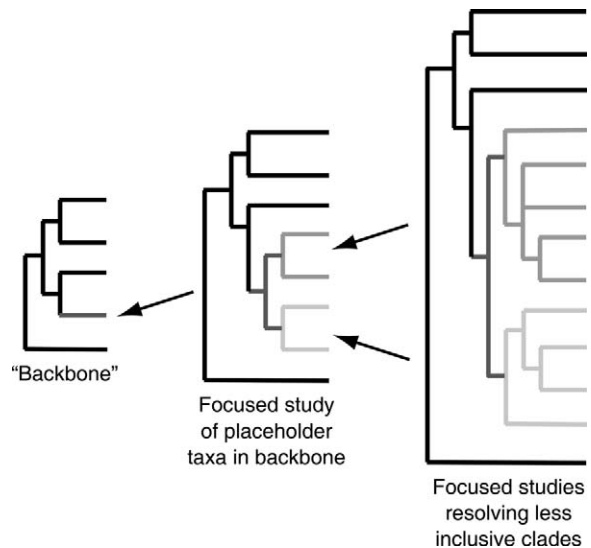 “Backbone”
Focused study
of placeholder
taxa in backbone
Focused studies
resolving less
inclusive clades